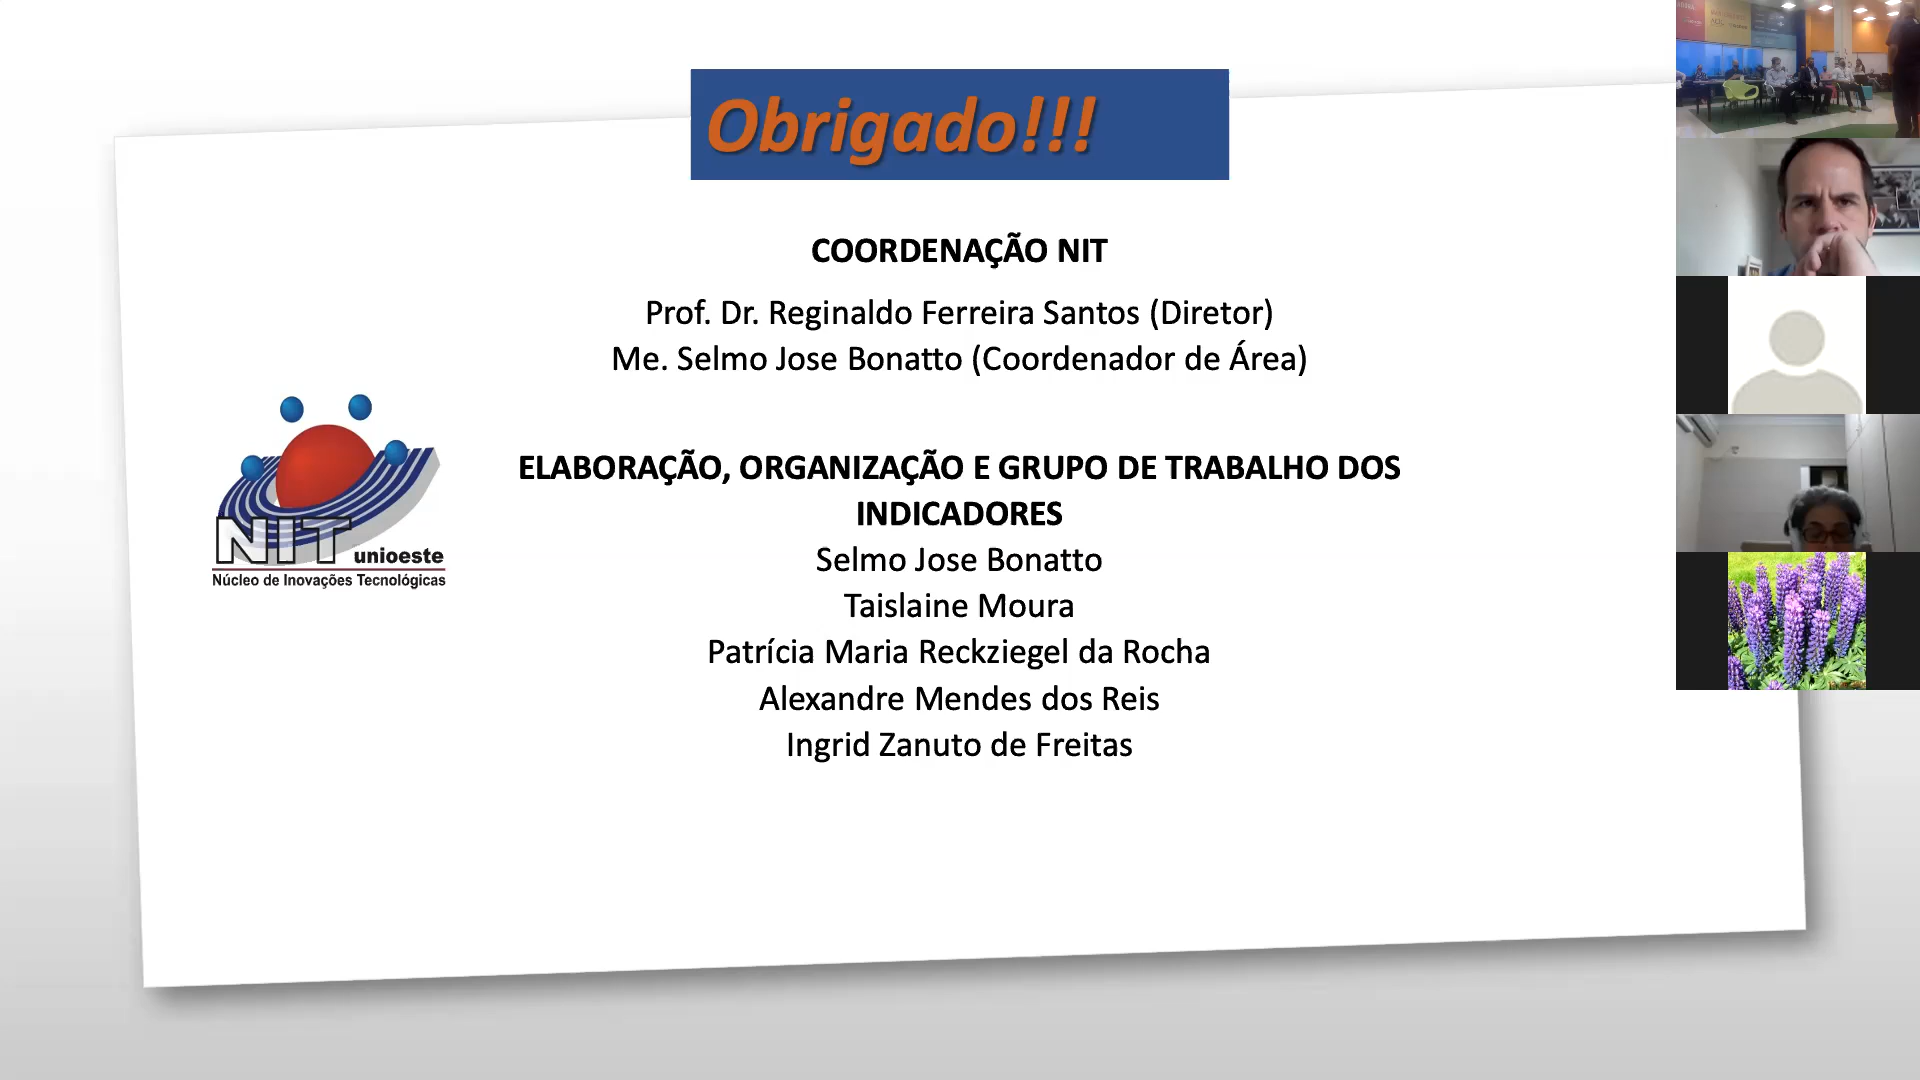 Obrigado!!!
COORDENAÇÃO NIT
Prof. Dr. Reginaldo Ferreira Santos (Diretor)
Me. Selmo Jose Bonatto (Coordenador de Área)
ELABORAÇÃO, ORGANIZAÇÃO E GRUPO DE TRABALHO DOS
INDICADORES
Selmo Jose Bonatto
Taislaine Moura
Patrícia Maria Reckziegel da Rocha
Alexandre Mendes dos Reis
Ingrid Zanuto de Freitas
NIT unioeste
Núcleo de Inovações Tecnológicas